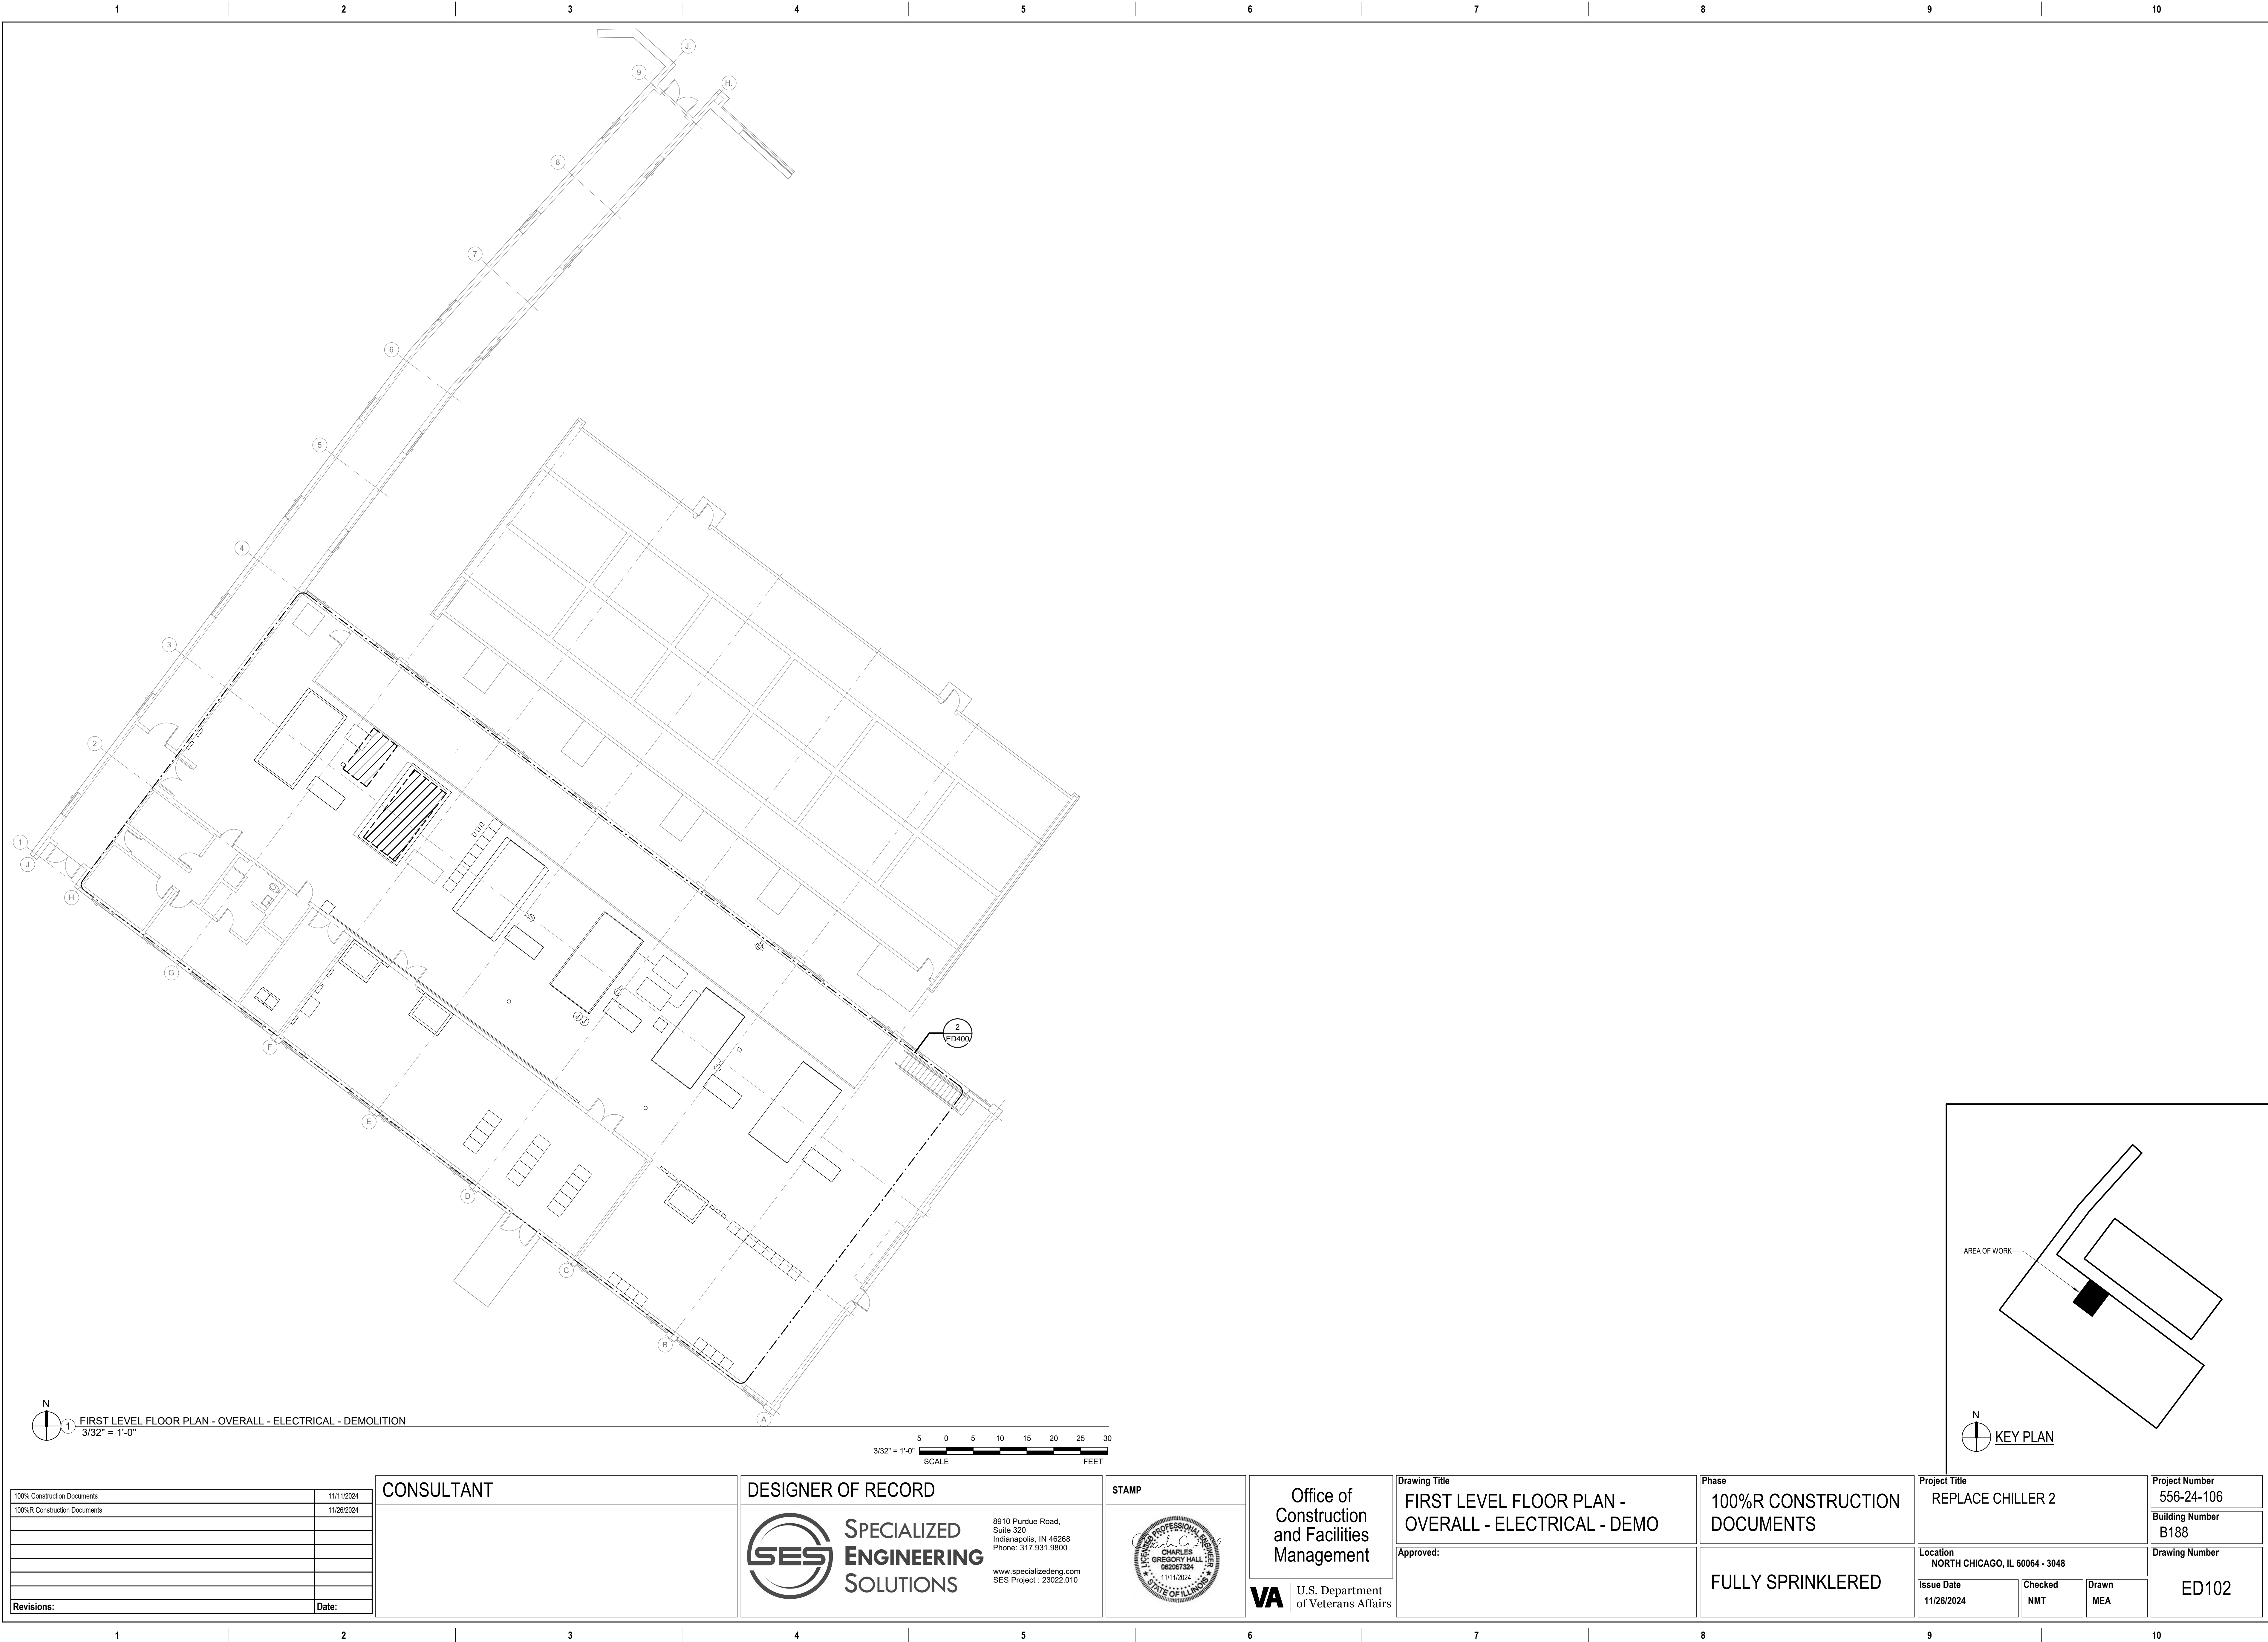 1 2 3 4 5 6 7 8 9 10
J.
9
H.
8
7
6
5
4
3
2
1
J
H
G
F
E
D
C
B
A
J J
2
ED400
AREA OF WORK
N
KEY PLAN
N
1 FIRST LEVEL FLOOR PLAN - OVERALL - ELECTRICAL - DEMOLITION
3/32" = 1'-0"
5 0 5 10 15 20 25 30
3/32" = 1'-0"
SCALE FEET
100% Construction Documents 11/11/2024
100%R Construction Documents 11/26/2024
Revisions: Date:
CONSULTANT
DESIGNER OF RECORD
SES
SPECIALIZED
ENGINEERING
SOLUTIONS
8910 Purdue Road,
Suite 320
Indianapolis, IN 46268
Phone: 317.931.9800
www.specializedeng.com
SES Project : 23022.010
STAMP
LICENSED PROFESSIONAL ENGINEER
CHARLES
GREGORY HALL
062067324
11/11/2024
STATE OF ILLINOIS
Office of
Construction
and Facilities
Management
VA U.S. Department
of Veterans Affairs
Drawing Title
FIRST LEVEL FLOOR PLAN -
OVERALL - ELECTRICAL - DEMO
Approved:
Phase
100%R CONSTRUCTION
DOCUMENTS
FULLY SPRINKLERED
Project Title
REPLACE CHILLER 2
Location
NORTH CHICAGO, IL 60064 - 3048
Issue Date
11/26/2024
Checked
NMT
Drawn
MEA
Project Number
556-24-106
Building Number
B188
Drawing Number
ED102
1 2 3 4 5 6 7 8 9 10